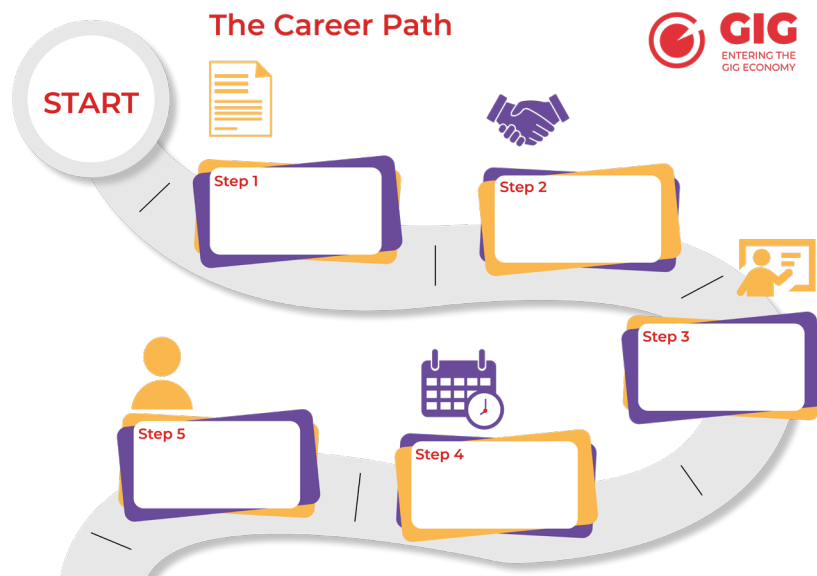 The Career Path
GIG
ENTERING THE
GIG ECONOMY
START
Step 1
Step 2
Step 3
Step 4
Step 5